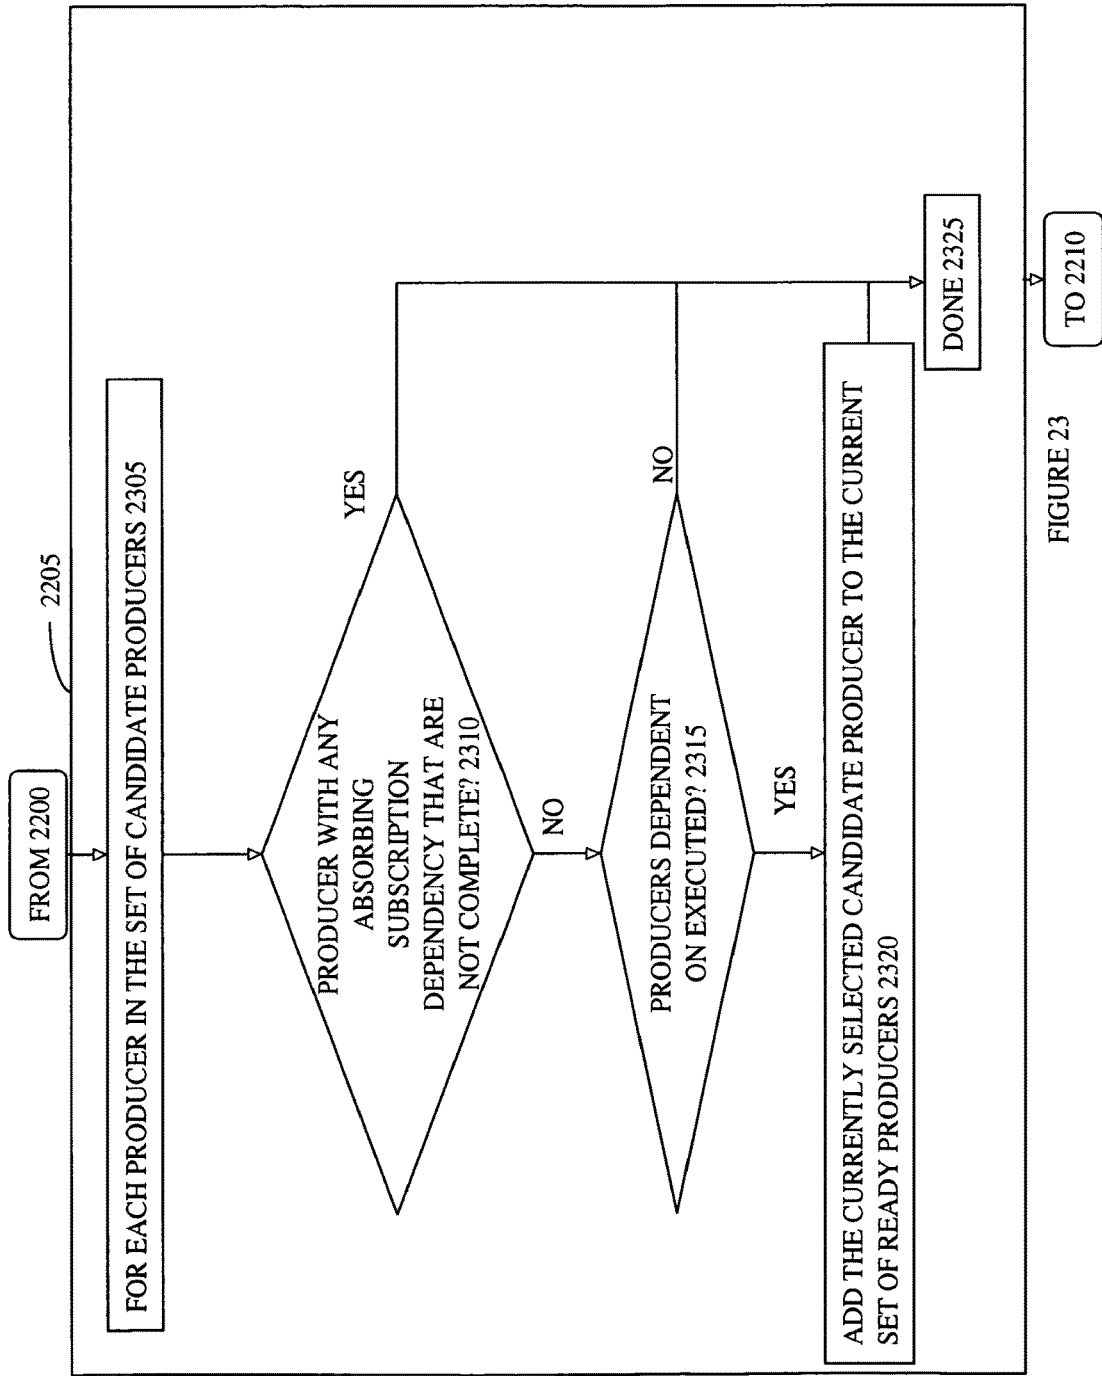 FROM 2200
2205
FOR EACH PRODUCER IN THE SET OF CANDIDATE PRODUCERS 2305
PRODUCER WITH ANY
ABSORBING
SUBSCRIPTION
DEPENDENCY THAT ARE
NOT COMPLETE? 2310
YES
NO
PRODUCERS DEPENDENT
ON EXECUTED? 2315
NO
YES
ADD THE CURRENTLY SELECTED CANDIDATE PRODUCER TO THE CURRENT
SET OF READY PRODUCERS 2320
DONE 2325
TO 2210
FIGURE 23